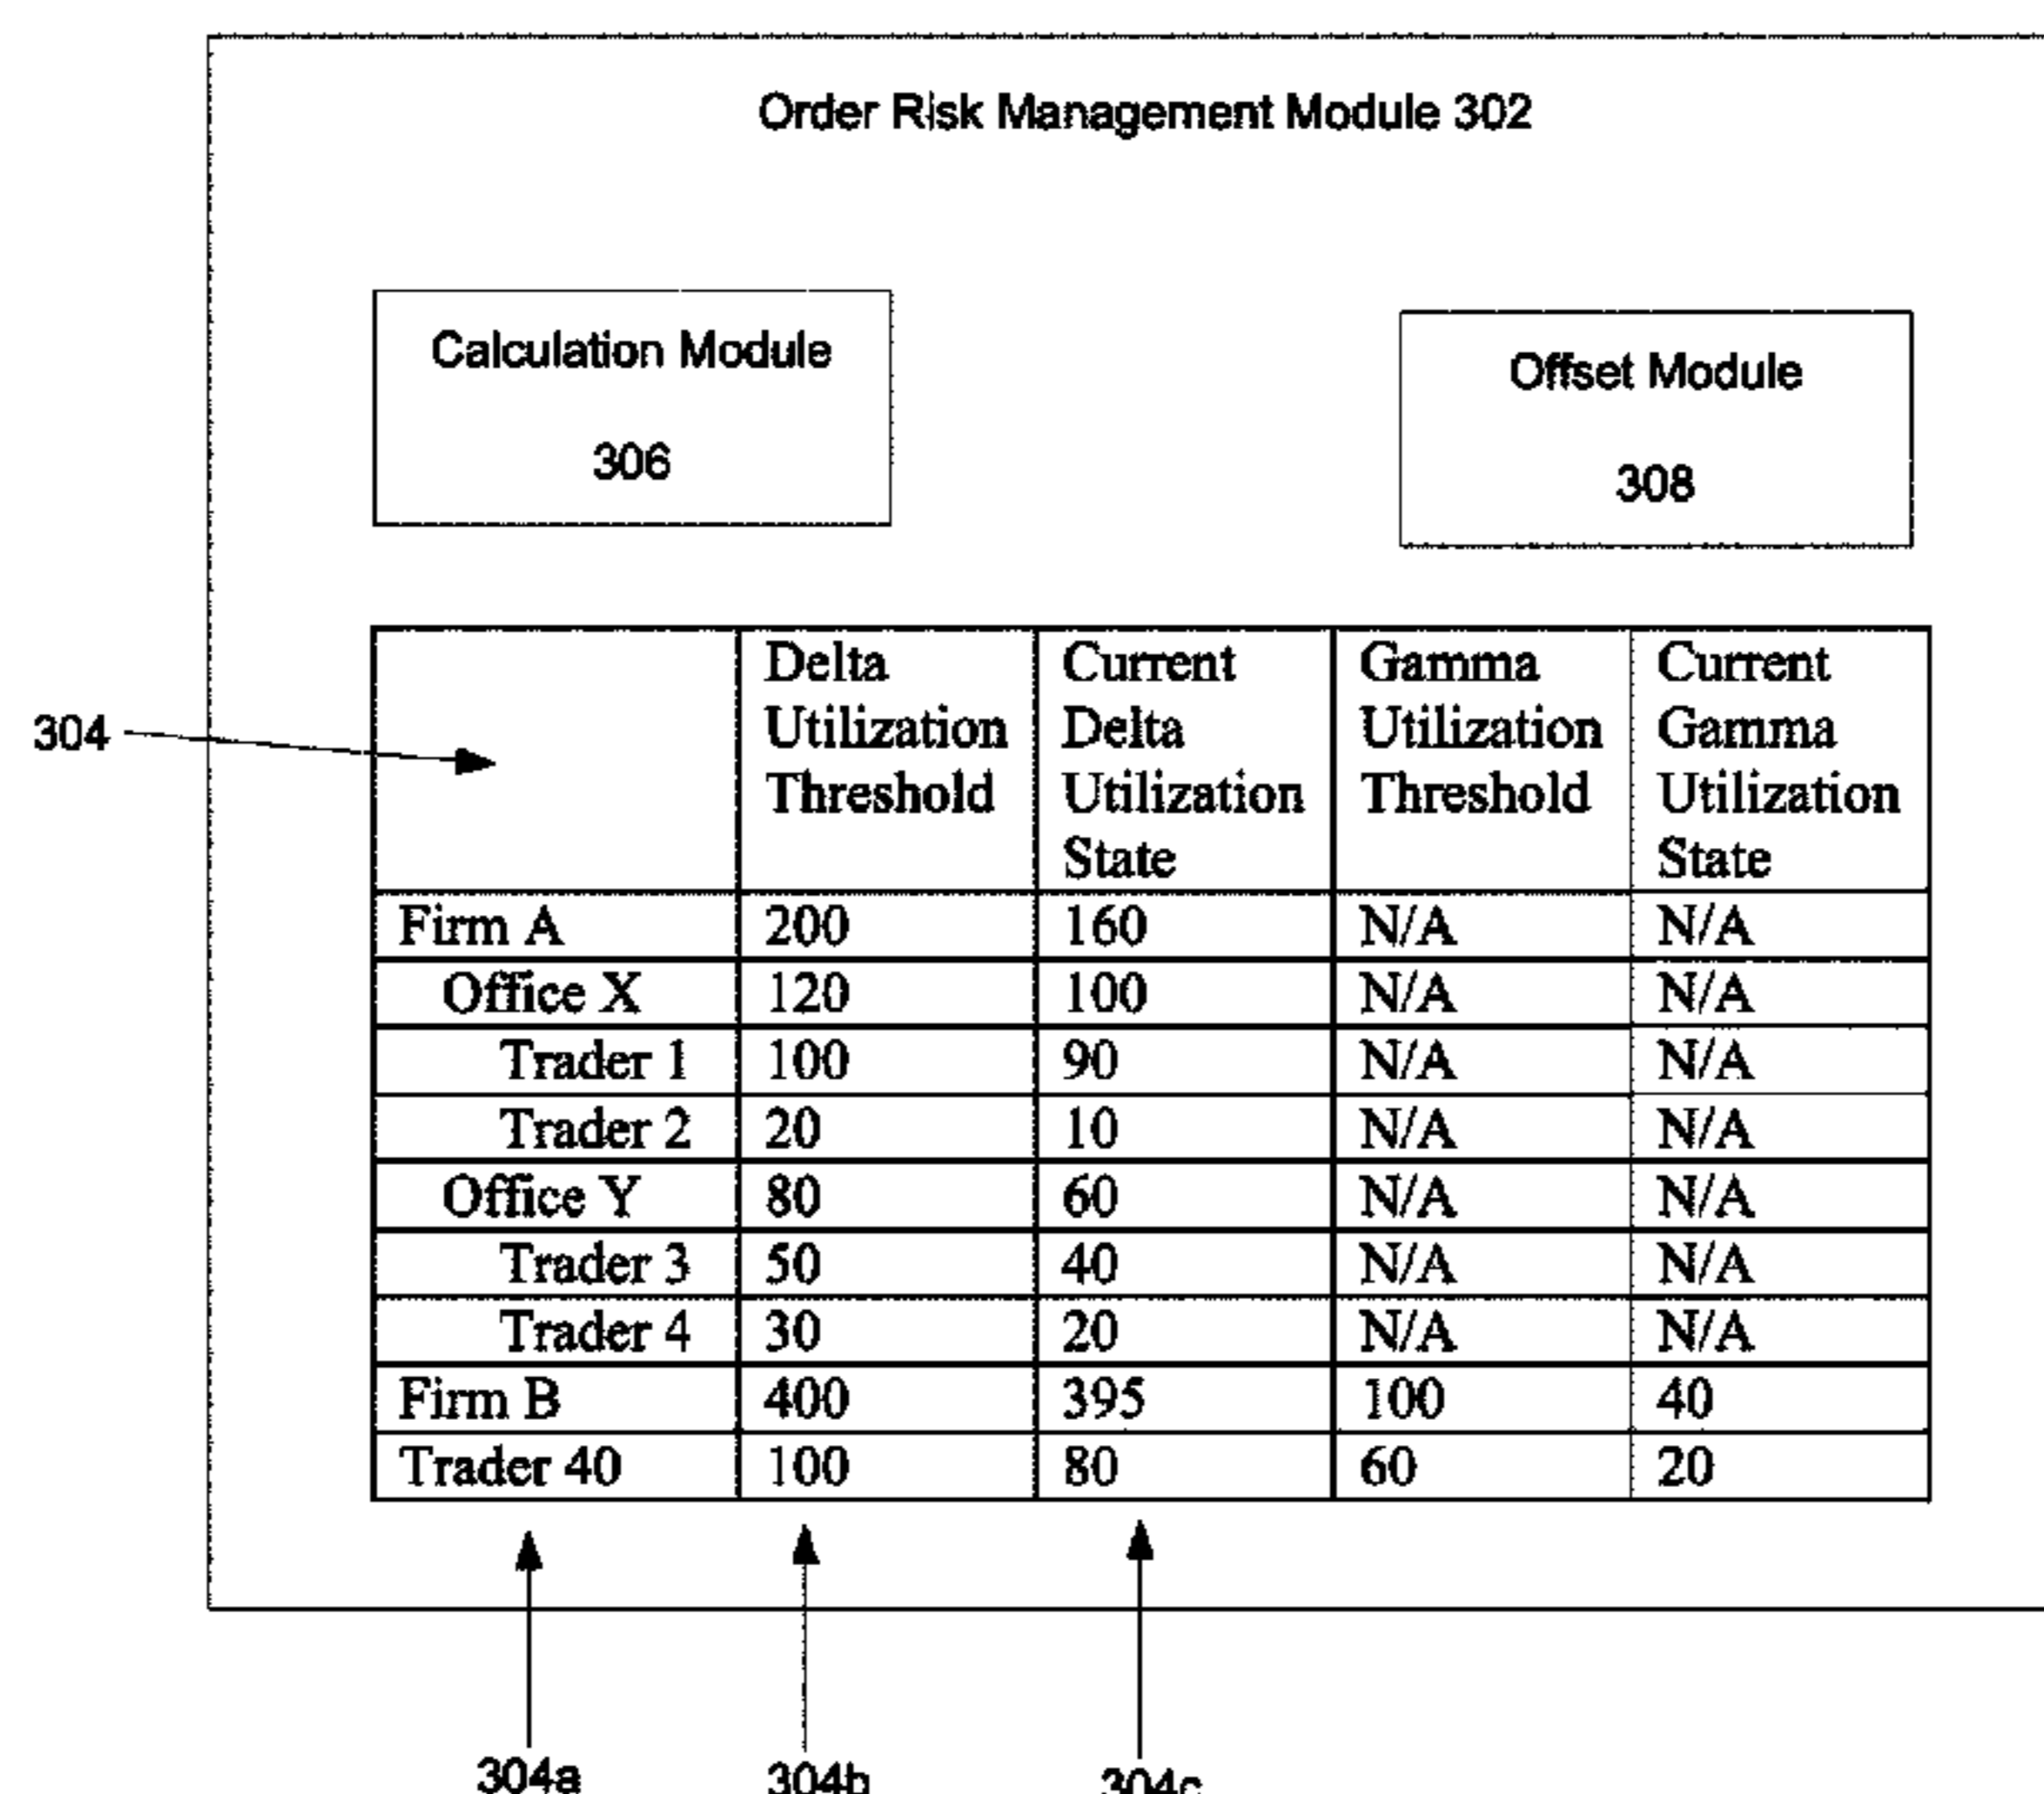 Order Risk Management Module 302
Calculation Module
306
Offset Module
308
304
Delta Utilization Threshold
Current Delta Utilization State
Gamma Utilization Threshold
Current Gamma Utilization State
Firm A 200 160 N/A N/A
Office X 120 100 N/A N/A
Trader 1 100 90 N/A N/A
Trader 2 20 10 N/A N/A
Office Y 80 60 N/A N/A
Trader 3 50 40 N/A N/A
Trader 4 30 20 N/A N/A
Firm B 400 395 100 40
Trader 40 100 80 60 20
304a 304b 304c